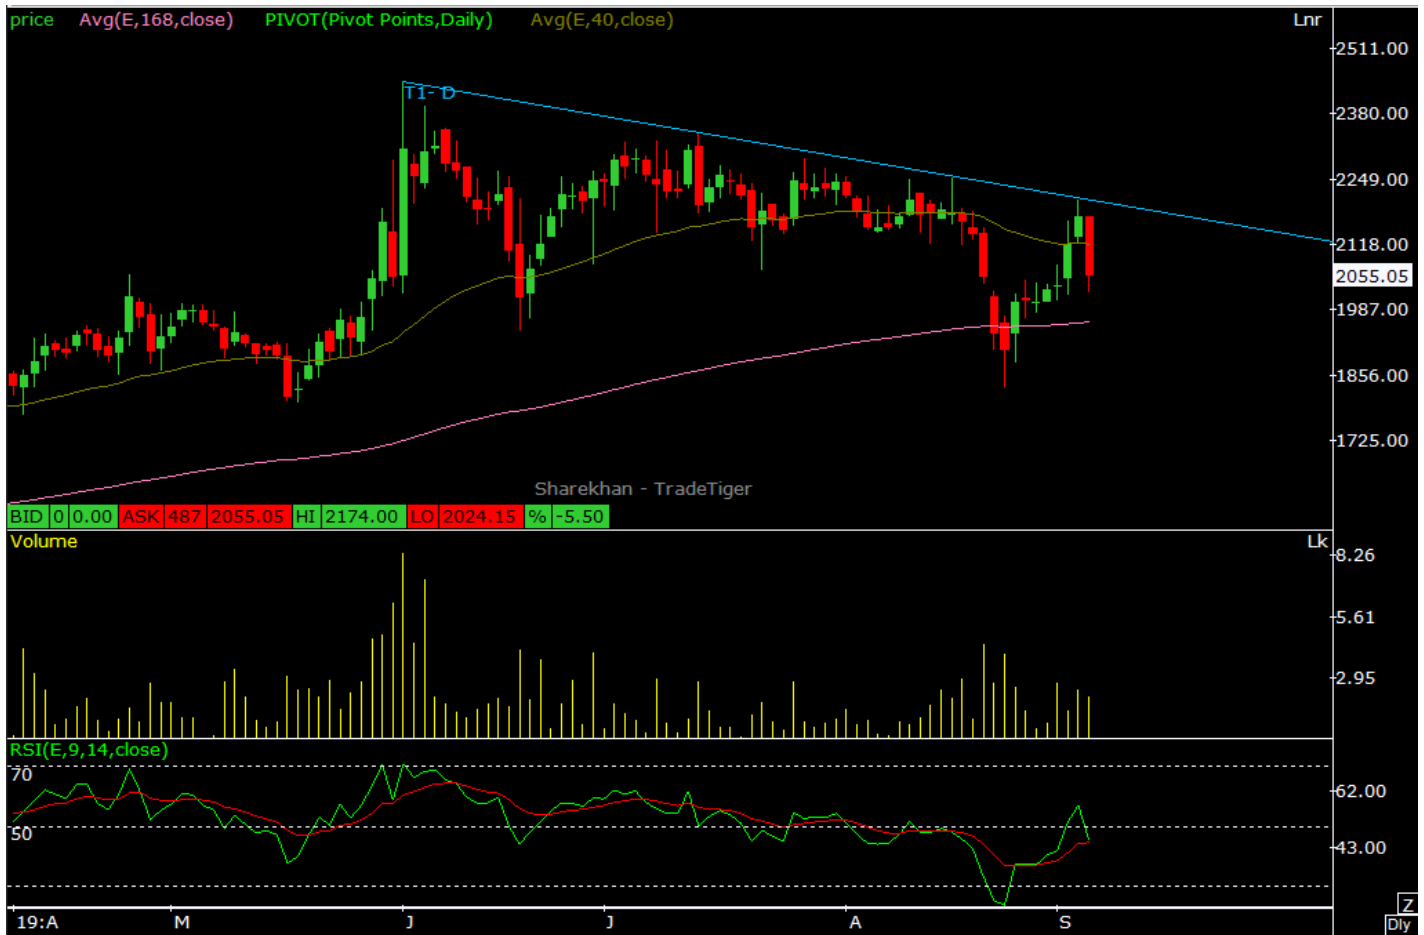 price Avg(E,168,close) PIVOT(Pivot Points,Daily) Avg(E,40,close) Lnr
2511.00
T1- D
2380.00
2249.00
2118.00
2055.05
1987.00
1856.00
1725.00
Sharekhan - TradeTiger
BID 0 0.00 ASK 487 2055.05 HI 2174.00 LO 2024.15 % -5.50
Volume Lk
8.26
5.61
2.95
RSI(E,9,14,close)
70
62.00
50
43.00
Z
19:A M J J A S Dly